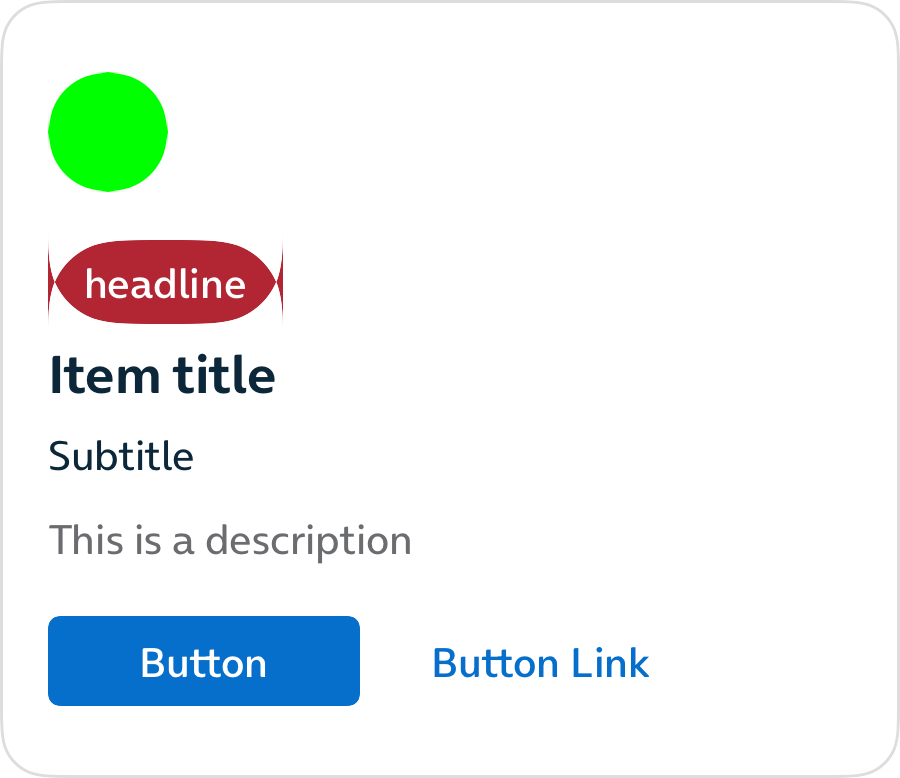 headline
Item title
Subtitle
This is a description
Button Button Link